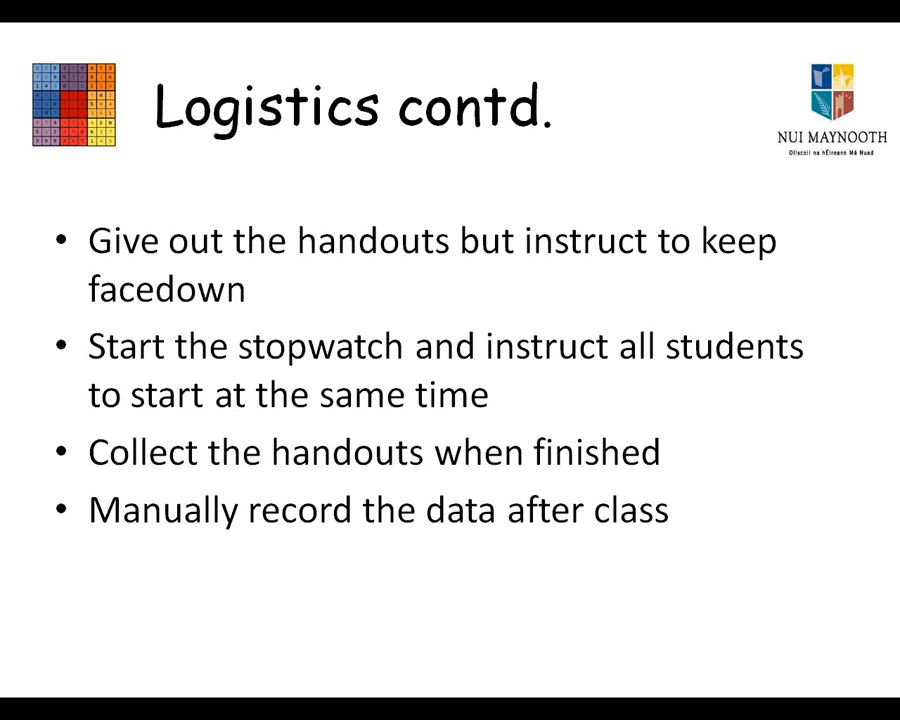 Logistics contd.
NUI MAYNOOTH
Ollscoil na hÉireann Má Nuad
• Give out the handouts but instruct to keep
facedown
• Start the stopwatch and instruct all students
to start at the same time
• Collect the handouts when finished
• Manually record the data after class